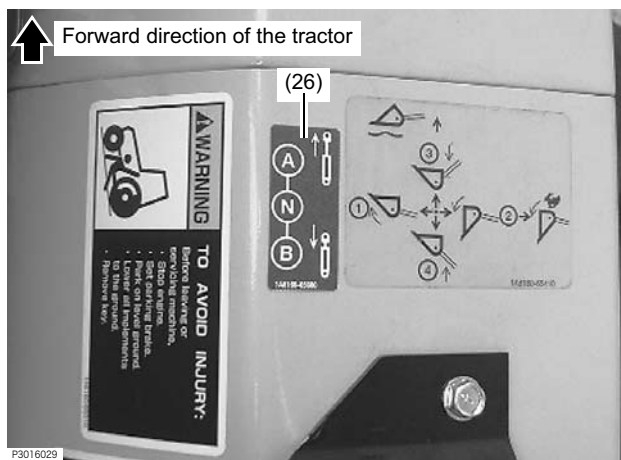 Forward direction of the tractor
(26)
WARNING
TO AVOID INJURY:
Before leaving or
servicing machine,
· Stop engine.
· Set parking brake.
· Park on level ground.
· Lower all implements
to the ground.
· Remove key.
A
N
B
③
①
②
④
P3016029